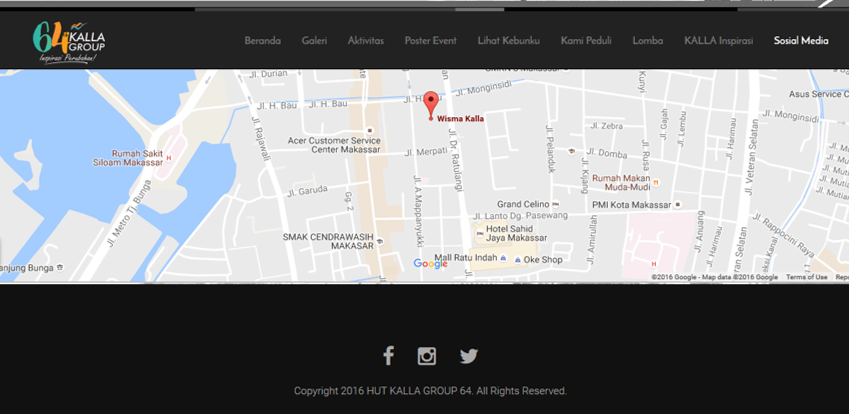 64 KALLA
GROUP
Inspirasi Perubahan!
Beranda Galeri Aktivitas Poster Event Lihat Kebunku Kami Peduli Lomba KALLA Inspirasi Sosial Media
Jl. Durian
Jl. H. Bau
Jl. H. Bau
Jl. Monginsidi
Wisma Kalla
Jl. Rajawali
Acer Customer Service
Center Makassar
Rumah Sakit
Siloam Makassar
Jl. Metro Tj. Bunga
Jl. Garuda
Gg. 2
Jl. Merpati
Jl. A Mappanyukki
Jl. Dr. Ratulangi
SMAK CENDRAWASIH
MAKASAR
Jl. Pelanduk
Jl. Zebra
Jl. Domba
Jl. Kijang
Jl. Rusa
Jl. Gajah
Jl. Lembu
Jl. Harimau
Jl. Veteran Selatan
Asus Service C
Jl. Monginsidi
Rumah Makan
Muda-Mudi
Grand Celino
PMI Kota Makassar
Jl. Lanto Dg. Pasewang
Hotel Sahid
Jaya Makassar
Jl. Amirullah
Jl. Anuang
Jl. Harimau
Jl. Rappocini Raya
Mall Ratu Indah
Oke Shop
anjung Bunga
Google
©2016 Google - Map data ©2016 Google Terms of Use Repo
Copyright 2016 HUT KALLA GROUP 64. All Rights Reserved.